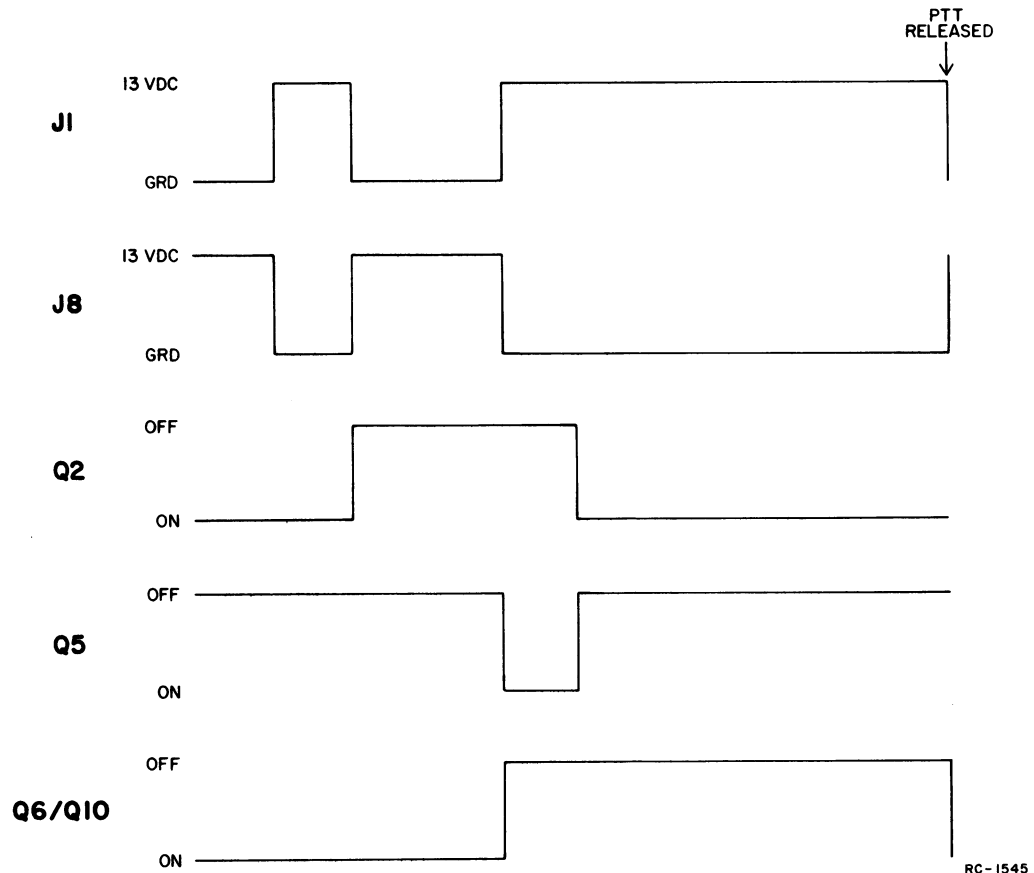 PTT
RELEASED
13 VDC
J1
GRD
13 VDC
J8
GRD
OFF
Q2
ON
OFF
Q5
ON
OFF
Q6/Q10
ON
RC-1545